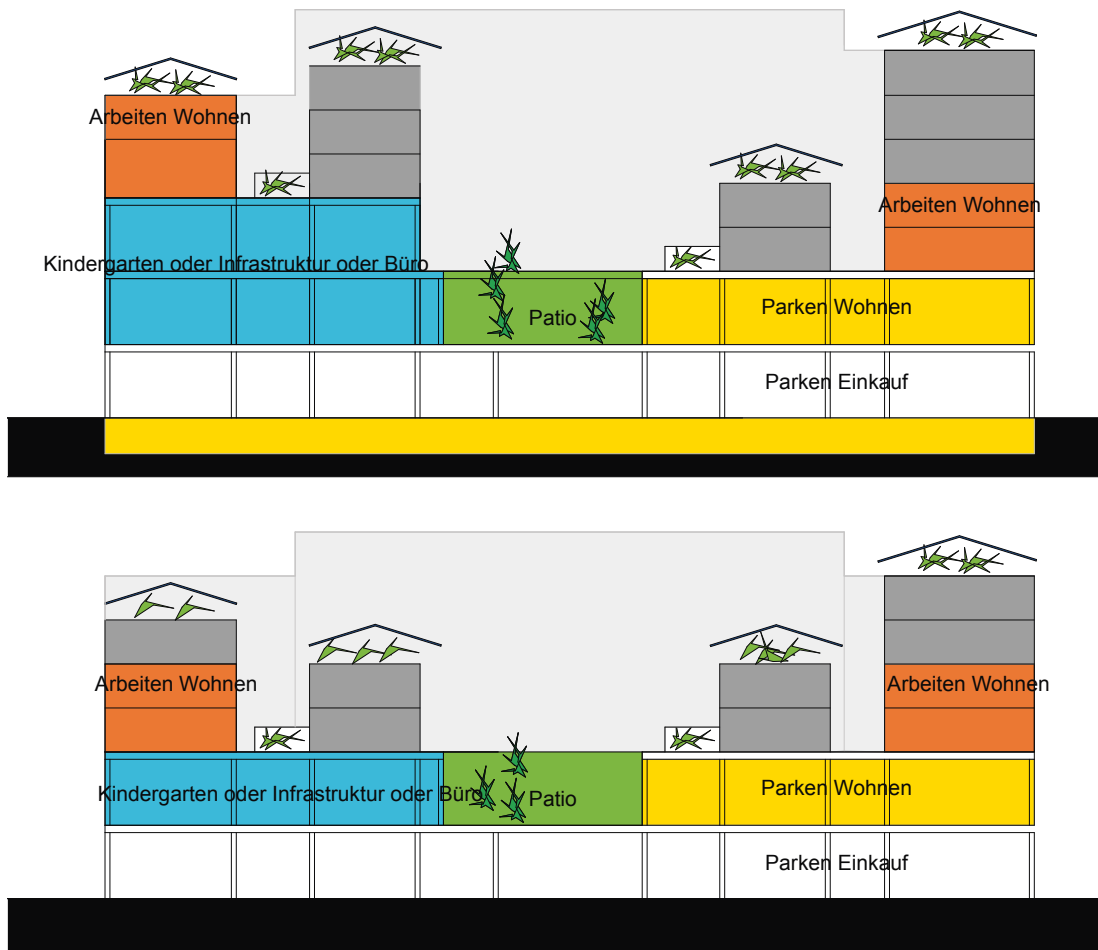 Arbeiten Wohnen
Arbeiten Wohnen
Kindergarten oder Infrastruktur oder Büro
Parken Wohnen
Patio
Parken Einkauf
Arbeiten Wohnen
Arbeiten Wohnen
Kindergarten oder Infrastruktur oder Büro
Patio
Parken Wohnen
Parken Einkauf